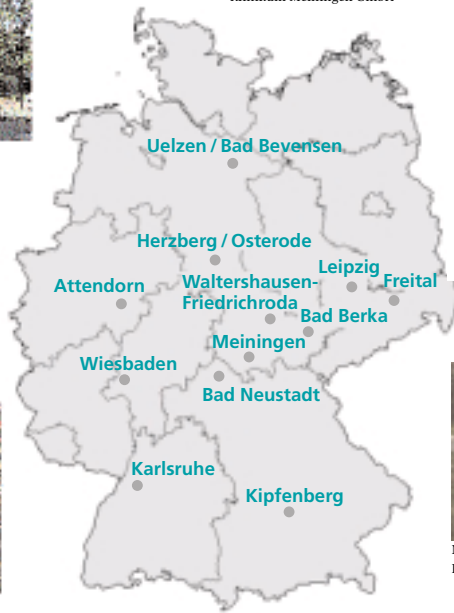 Uelzen / Bad Bevensen
Herzberg / Osterode
Leipzig
Attendorn
Waltershausen-
Friedrichroda
Freital
Bad Berka
Meiningen
Wiesbaden
Bad Neustadt
Karlsruhe
Kipfenberg